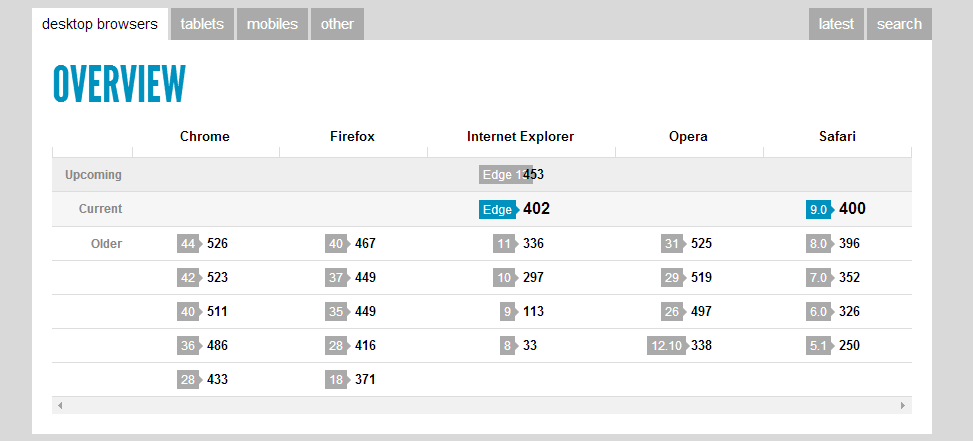 desktop browsers tablets mobiles other latest search
OVERVIEW
Chrome Firefox Internet Explorer Opera Safari
Upcoming Edge 453
Current Edge 402 9.0 400
Older 44 526 40 467 11 336 31 525 8.0 396
42 523 37 449 10 297 29 519 7.0 352
40 511 35 449 9 113 26 497 6.0 326
36 486 28 416 8 33 12.10 338 5.1 250
28 433 18 371